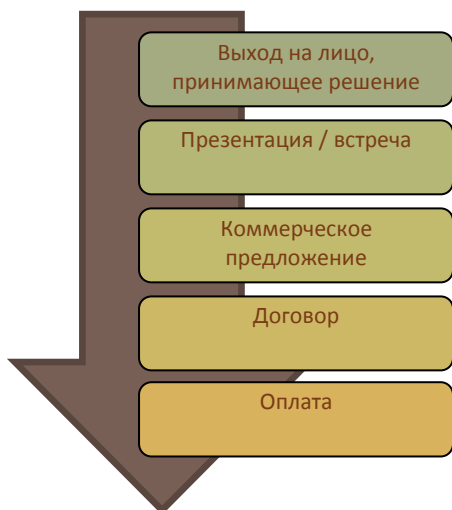 Выход на лицо,
принимающее решение
Презентация / встреча
Коммерческое
предложение
Договор
Оплата